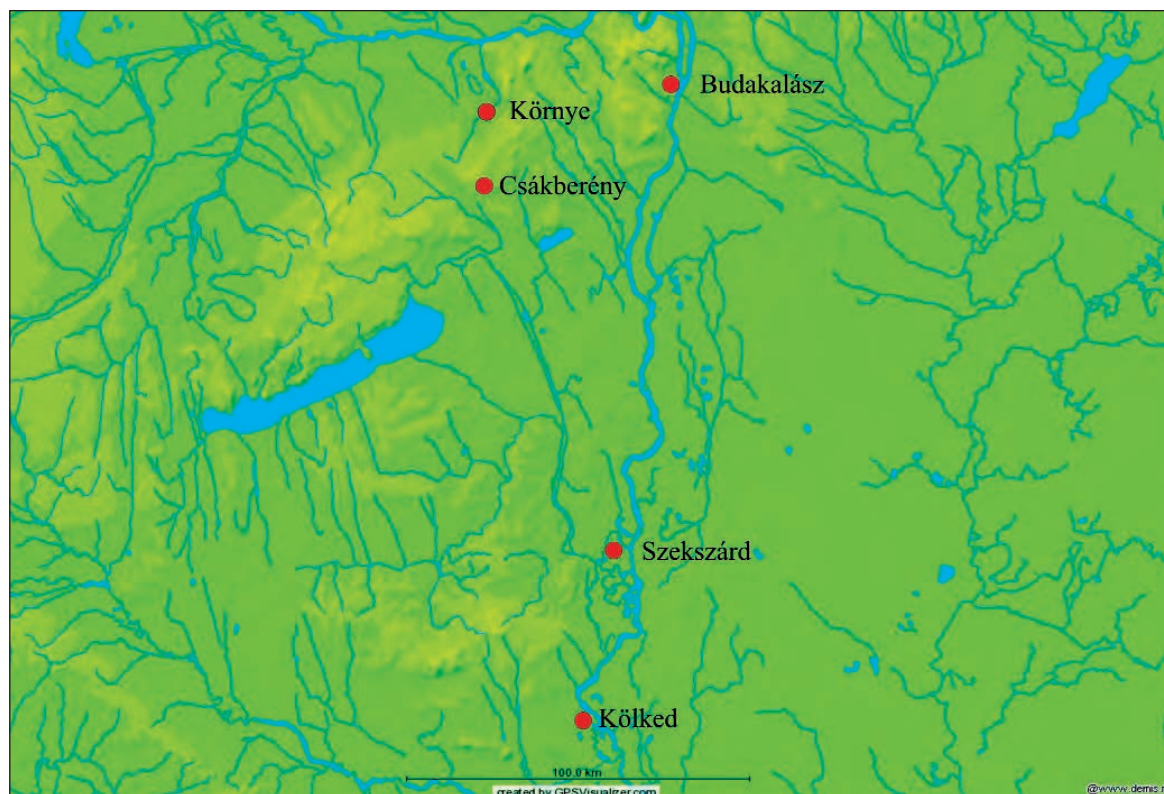 Budakalász
Környe
Csákberény
Szekszárd
Kölked
100.0 km
created by GPSVisualizer.com